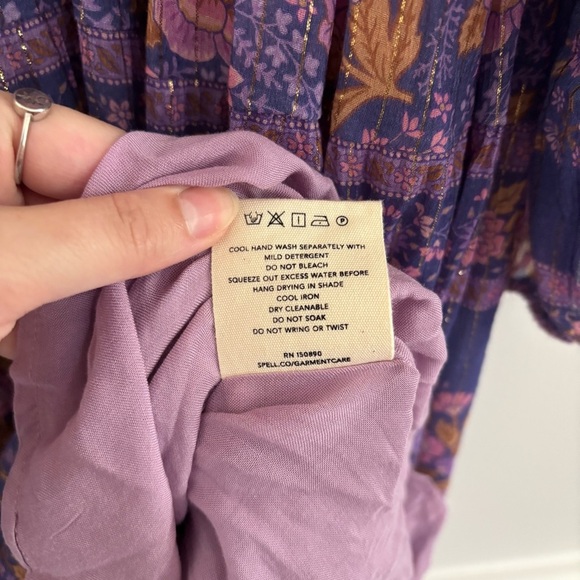 COOL HAND WASH SEPARATELY WITH
MILD DETERGENT
DO NOT BLEACH
SQUEEZE OUT EXCESS WATER BEFORE
HANG DRYING IN SHADE
COOL IRON
DRY CLEANABLE
DO NOT SOAK
DO NOT WRING OR TWIST
RN 150890
SPELL.CO/GARMENTCARE